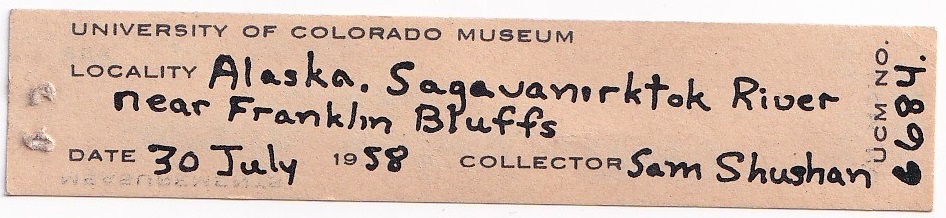 UNIVERSITY OF COLORADO MUSEUM
LOCALITY Alaska. Sagavanirktok River
near Franklin Bluffs
DATE 30 July 1958 COLLECTOR Sam Shushan
UCM NO. 6984.